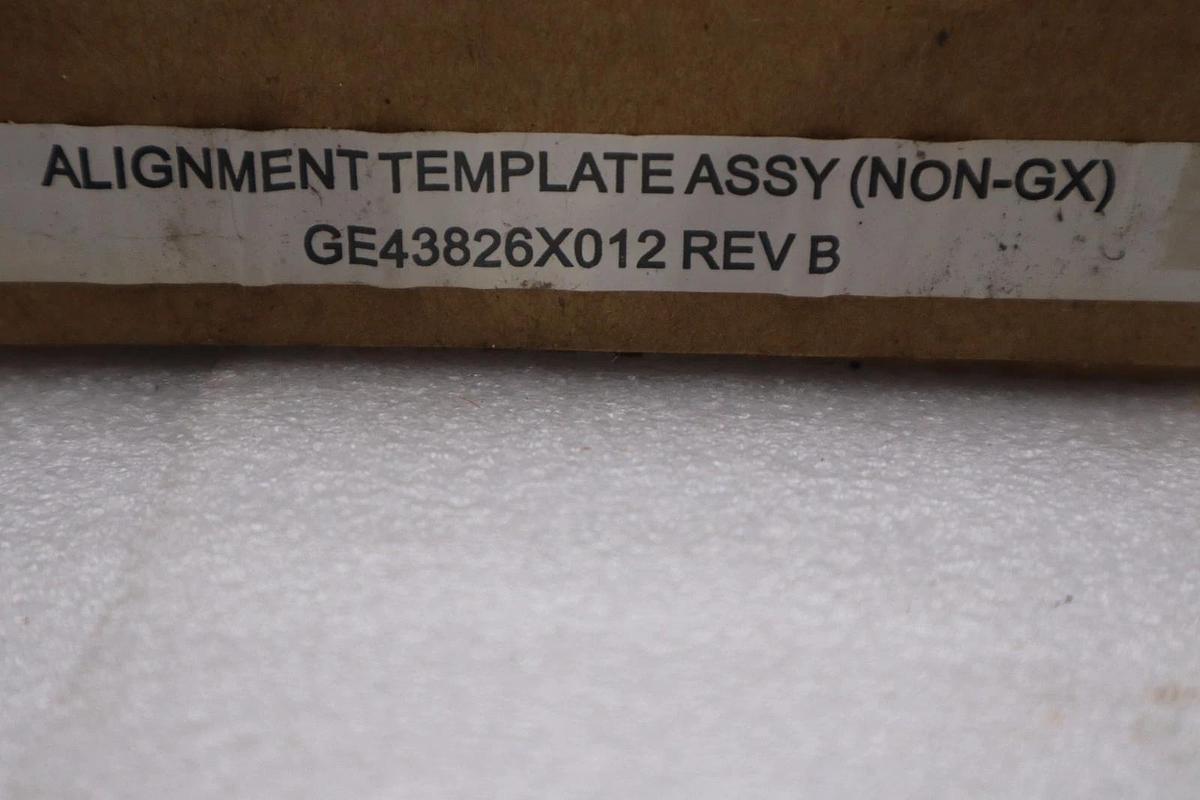 ALIGNMENT TEMPLATE ASSY (NON-GX)
GE43826X012 REV B